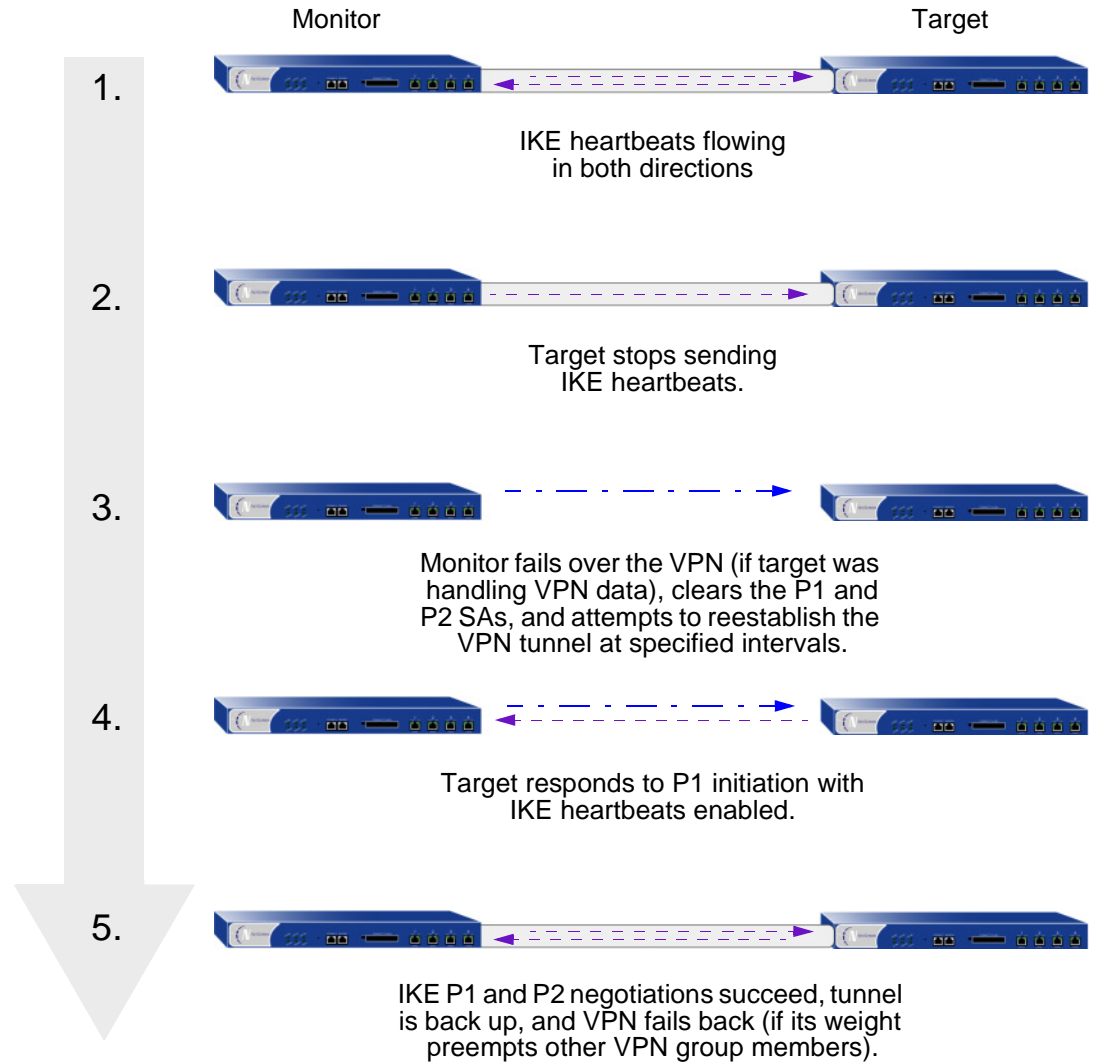 Monitor
Target
1.
IKE heartbeats flowing
in both directions
2.
Target stops sending
IKE heartbeats.
3.
Monitor fails over the VPN (if target was
handling VPN data), clears the P1 and
P2 SAs, and attempts to reestablish the
VPN tunnel at specified intervals.
4.
Target responds to P1 initiation with
IKE heartbeats enabled.
5.
IKE P1 and P2 negotiations succeed, tunnel
is back up, and VPN fails back (if its weight
preempts other VPN group members).